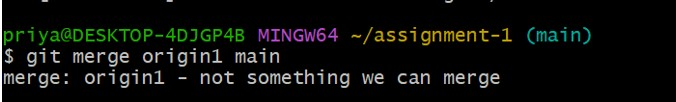 priya@DESKTOP-4DJGP4B MINGW64 ~/assignment-1 (main)
$ git merge origin1 main
merge: origin1 - not something we can merge